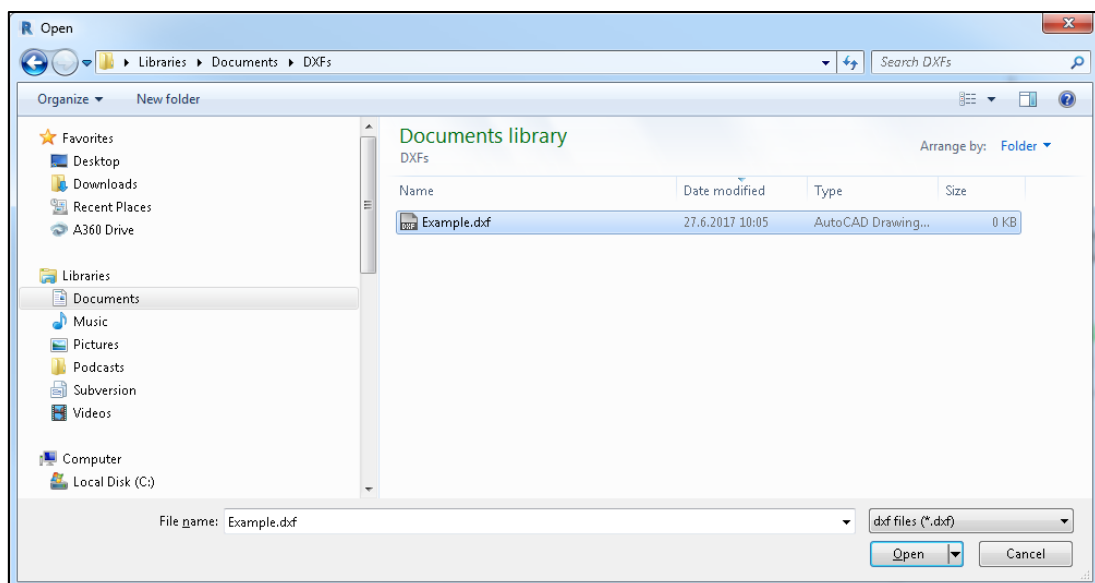 R Open
Libraries ▸ Documents ▸ DXFs
Search DXFs
Organize New folder
Favorites
Desktop
Downloads
Recent Places
A360 Drive
Libraries
Documents
Music
Pictures
Podcasts
Subversion
Videos
Computer
Local Disk (C:)
Documents library
DXFs
Arrange by: Folder
Name Date modified Type Size
DXF Example.dxf 27.6.2017 10:05 AutoCAD Drawing... 0 KB
File name: Example.dxf
dxf files (*.dxf)
Open Cancel